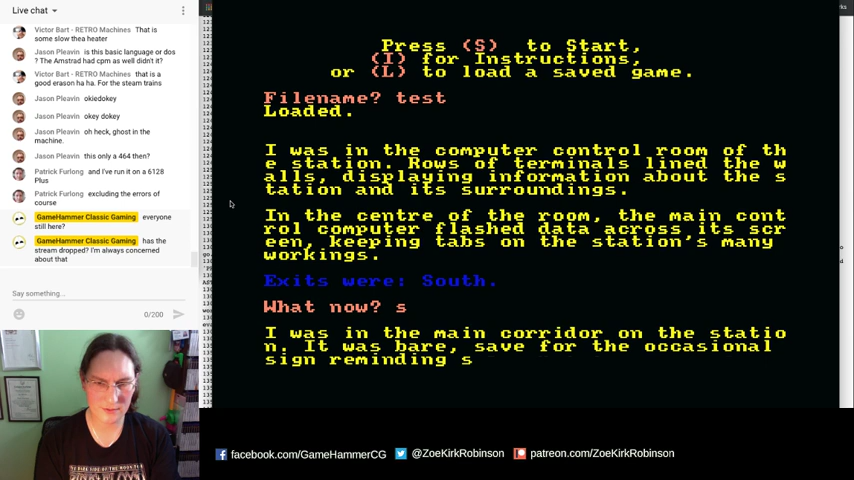 Live chat
Victor Bart - RETRO Machines That is
some slow thea heater
Jason Pleavin is this basic language or dos
? The Amstrad had cpm as well didn't it?
Victor Bart - RETRO Machines that is a
good erason ha ha. For the steam trains
Jason Pleavin okiedokey
Jason Pleavin okey dokey
Jason Pleavin oh heck, ghost in the
machine.
Jason Pleavin this only a 464 then?
Patrick Furlong and I've run it on a 6128
Plus
Patrick Furlong excluding the errors of
course
GameHammer Classic Gaming everyone
still here?
GameHammer Classic Gaming has the
stream dropped? I'm always concerned
about that
Say something...
0/200
Press (S) to Start,
(I) for Instructions,
or (L) to load a saved game.
Filename? test
Loaded.
I was in the computer control room of th
e station. Rows of terminals lined the w
alls, displaying information about the s
tation and its surroundings.
In the centre of the room, the main cont
rol computer flashed data across its scr
een, keeping tabs on the station's many
workings.
Exits were: South.
What now? s
I was in the main corridor on the statio
n. It was bare, save for the occasional
sign reminding s
facebook.com/GameHammerCG
@ZoeKirkRobinson
patreon.com/ZoeKirkRobinson